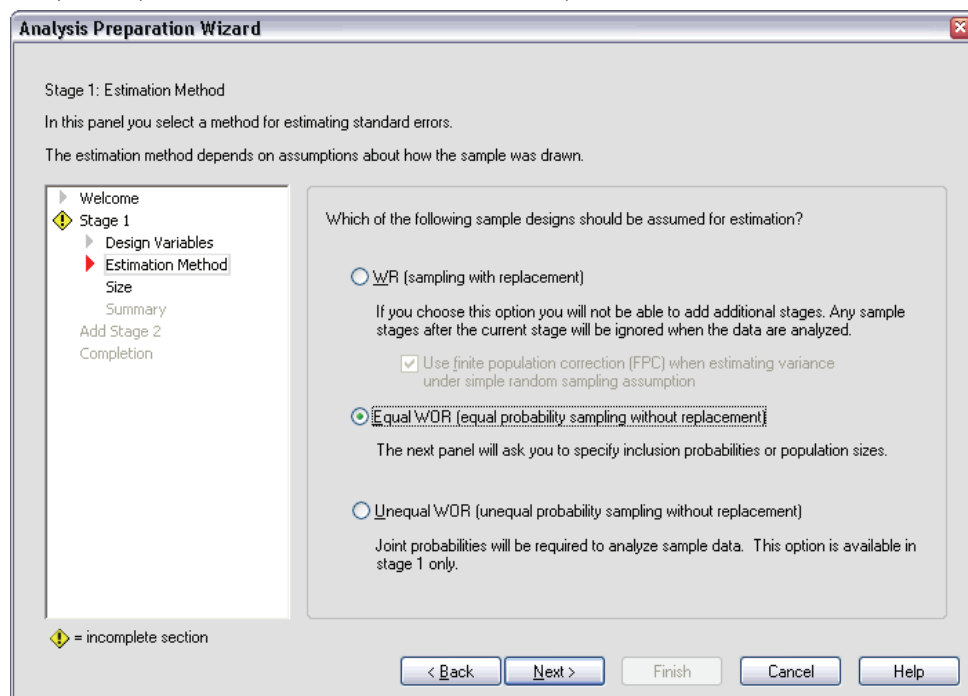 Analysis Preparation Wizard
Stage 1: Estimation Method
In this panel you select a method for estimating standard errors.
The estimation method depends on assumptions about how the sample was drawn.
Welcome
Stage 1
Design Variables
Estimation Method
Size
Summary
Add Stage 2
Completion
Which of the following sample designs should be assumed for estimation?
WR (sampling with replacement)
If you choose this option you will not be able to add additional stages. Any sample
stages after the current stage will be ignored when the data are analyzed.
Use finite population correction (FPC) when estimating variance
under simple random sampling assumption
Equal WOR (equal probability sampling without replacement)
The next panel will ask you to specify inclusion probabilities or population sizes.
Unequal WOR (unequal probability sampling without replacement)
Joint probabilities will be required to analyze sample data. This option is available in
stage 1 only.
= incomplete section
< Back
Next >
Finish
Cancel
Help